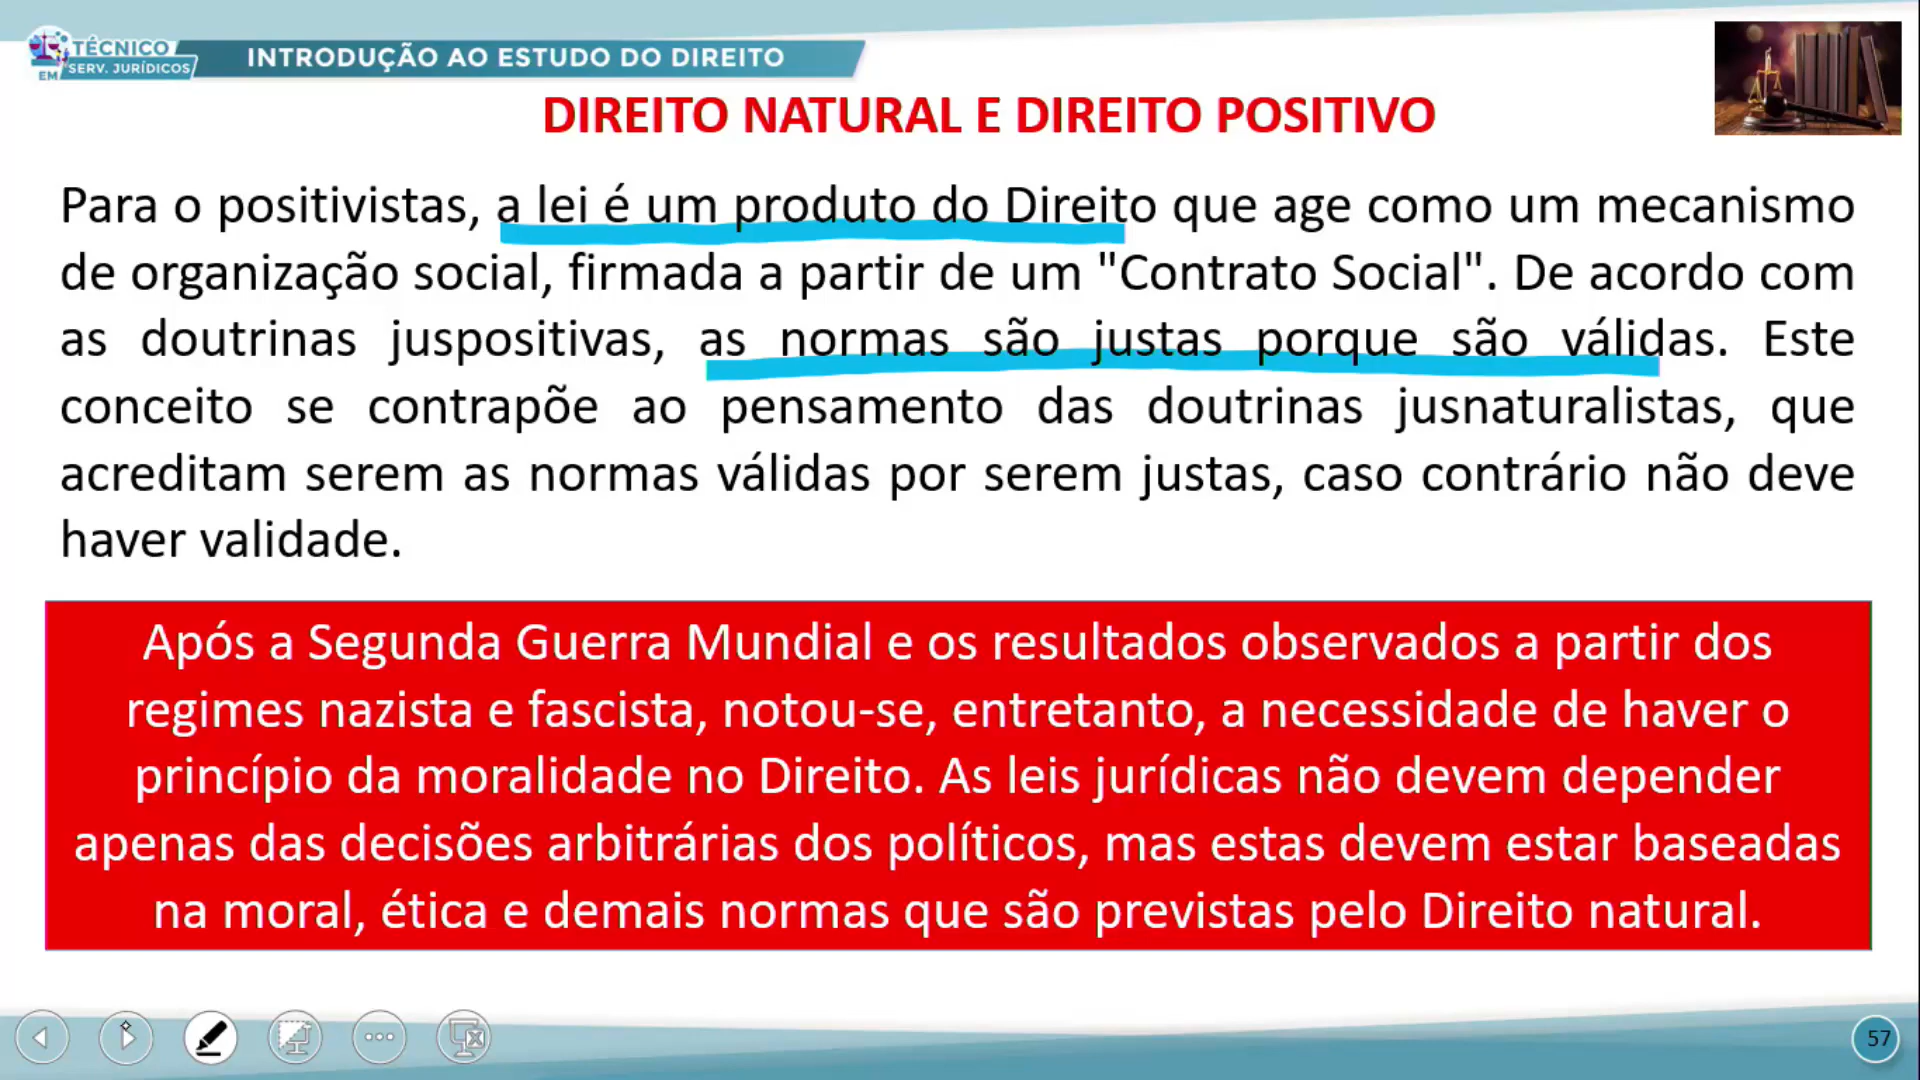 TÉCNICO
EM SERV. JURÍDICOS
INTRODUÇÃO AO ESTUDO DO DIREITO
DIREITO NATURAL E DIREITO POSITIVO
Para o positivistas, a lei é um produto do Direito que age como um mecanismo
de organização social, firmada a partir de um "Contrato Social". De acordo com
as doutrinas juspositivas, as normas são justas porque são válidas. Este
conceito se contrapõe ao pensamento das doutrinas jusnaturalistas, que
acreditam serem as normas válidas por serem justas, caso contrário não deve
haver validade.
Após a Segunda Guerra Mundial e os resultados observados a partir dos
regimes nazista e fascista, notou-se, entretanto, a necessidade de haver o
princípio da moralidade no Direito. As leis jurídicas não devem depender
apenas das decisões arbitrárias dos políticos, mas estas devem estar baseadas
na moral, ética e demais normas que são previstas pelo Direito natural.
57